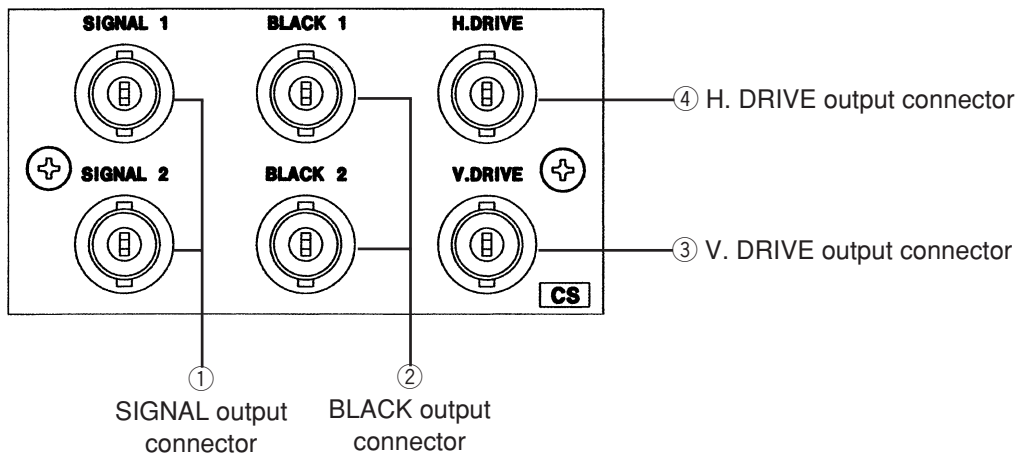 SIGNAL 1 BLACK 1 H.DRIVE
④ H. DRIVE output connector
SIGNAL 2 BLACK 2 V.DRIVE
③ V. DRIVE output connector
CS
① ②
SIGNAL output BLACK output
connector connector